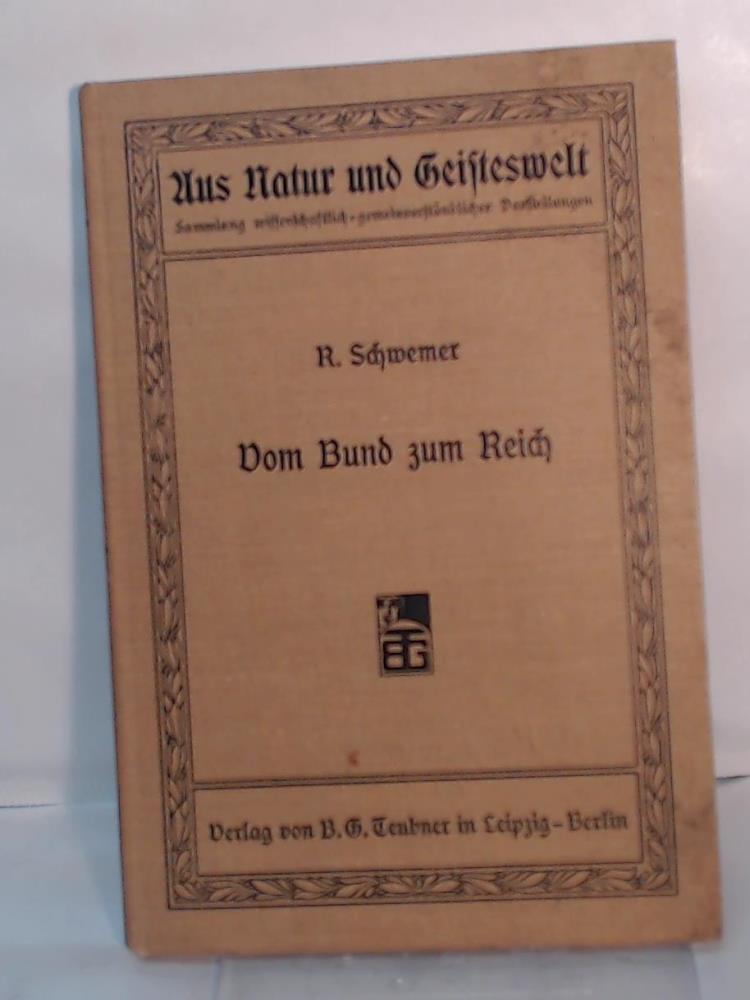 Aus Natur und Geisteswelt
Sammlung wissenschaftlich-gemeinverständlicher Darstellungen
R. Schwemer
Vom Bund zum Reich
BTG
Verlag von B. G. Teubner in Leipzig – Berlin